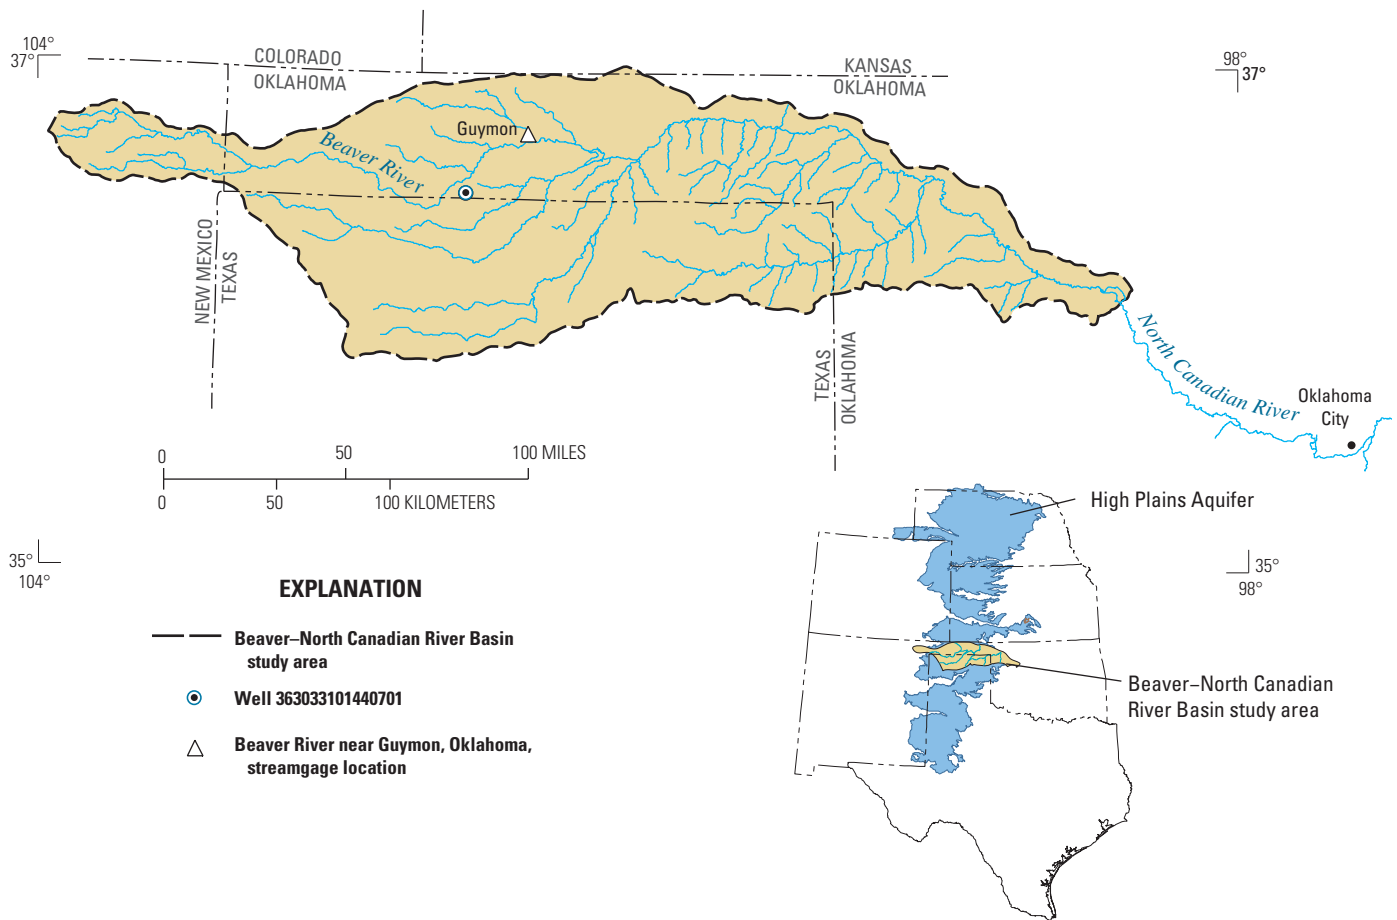 104°
37°
COLORADO
OKLAHOMA
KANSAS
OKLAHOMA
98°
37°
Guymon
Beaver River
NEW MEXICO
TEXAS
TEXAS
OKLAHOMA
North Canadian River
Oklahoma
City
0
50
100 MILES
0
50
100 KILOMETERS
35°
104°
35°
98°
EXPLANATION
Beaver–North Canadian River Basin
study area
Well 363033101440701
Beaver River near Guymon, Oklahoma,
streamgage location
High Plains Aquifer
Beaver–North Canadian
River Basin study area